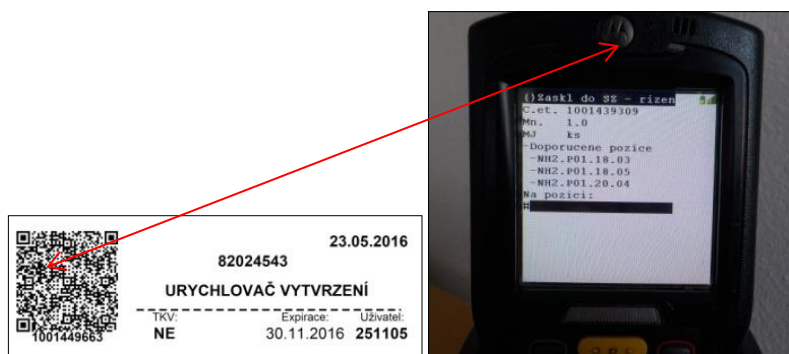 23.05.2016
82024543
URYCHLOVAČ VYTVRZENÍ
TKV: Expirace: Uživatel:
NE 30.11.2016 251105
1001449663
()Zaskl do SZ - rizen
C.et. 1001439309
Mn. 1.0
MJ ks
-Doporucene pozice
-NH2.P01.18.03
-NH2.P01.18.05
-NH2.P01.20.04
Na pozici:
#